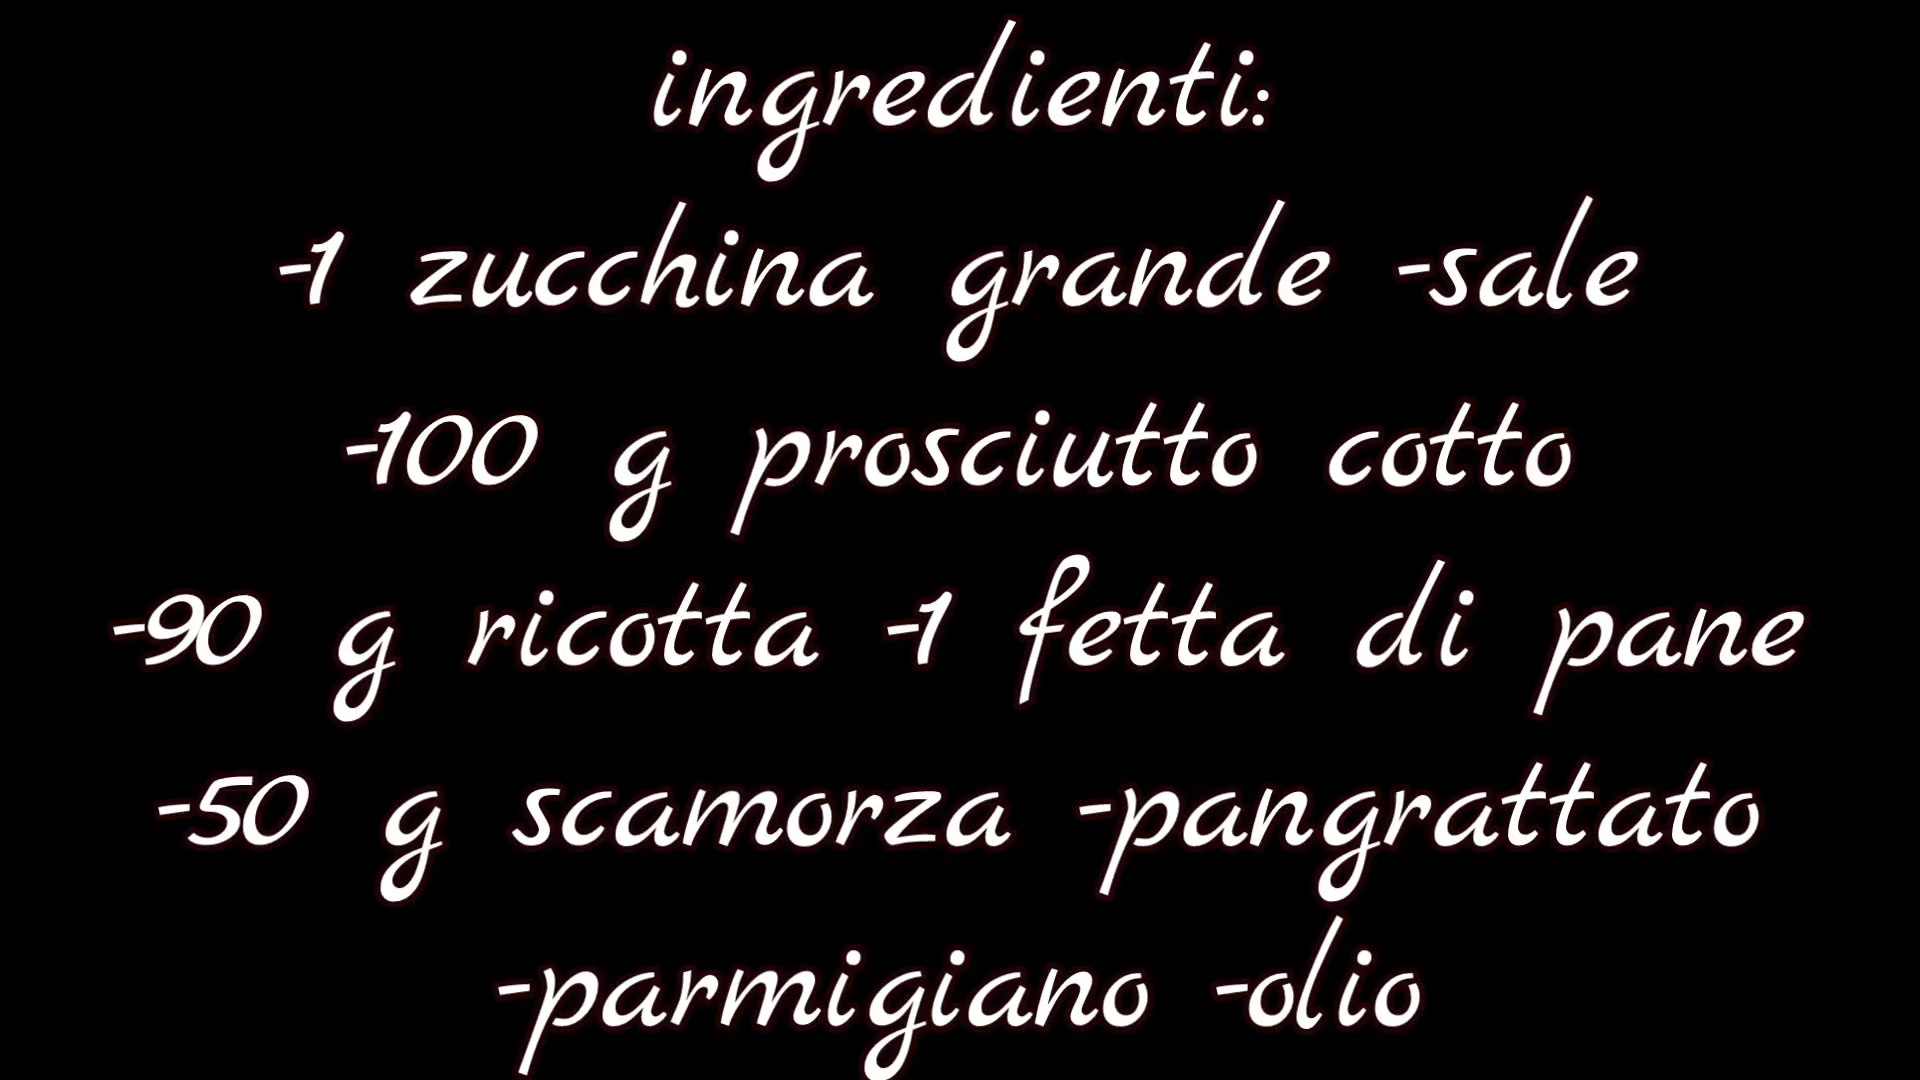 ingredienti:
-1 zucchina grande -sale
-100 g prosciutto cotto
-90 g ricotta -1 fetta di pane
-50 g scamorza -pangrattato
-parmigiano -olio